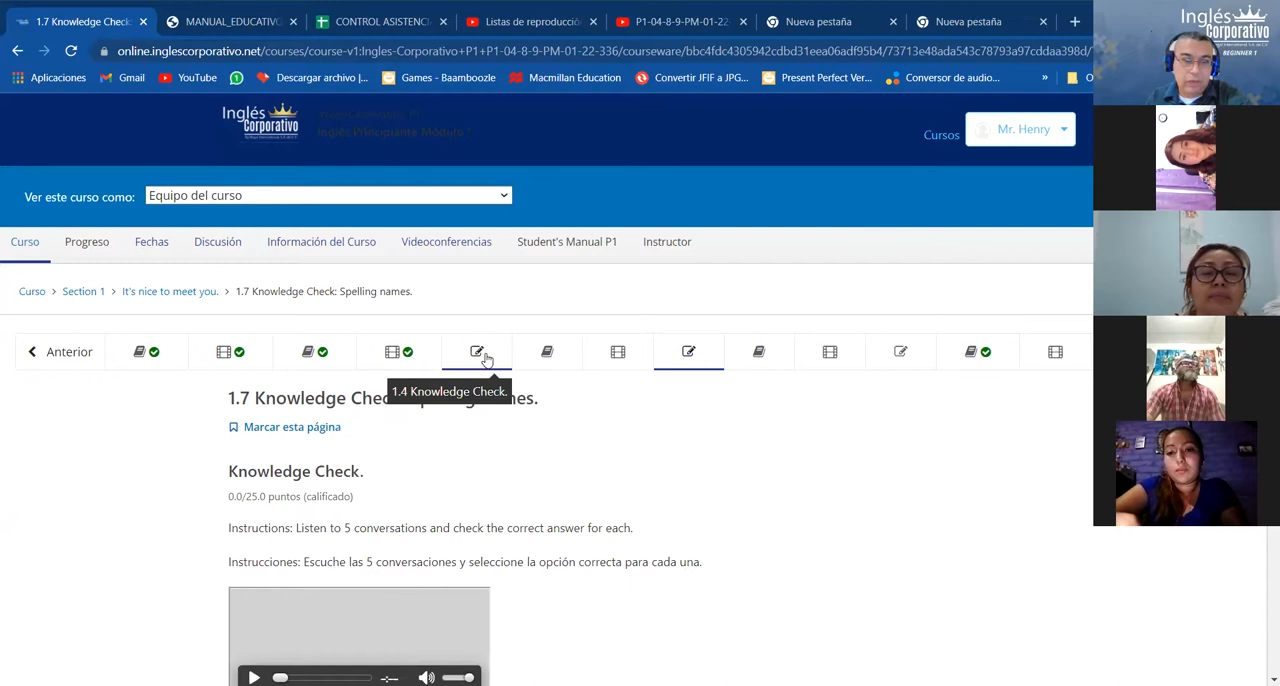 1.7 Knowledge Check:
MANUAL_EDUCATIVO
CONTROL ASISTENCI
Listas de reproducció
P1-04-8-9-PM-01-22-
Nueva pestaña
Nueva pestaña
online.inglescorporativo.net/courses/course-v1:Ingles-Corporativo+P1+P1-04-8-9-PM-01-22-336/courseware/bbc4fdc4305942cdbd31eea06adf95b4/73713e48ada543c78793a97cddaa398d/
Aplicaciones
Gmail
YouTube
Descargar archivo |...
Games - Baamboozle
Macmillan Education
Convertir JFIF a JPG...
Present Perfect Ver...
Conversor de audio...
»
Inglés Corporativo
Inglés Principiante Módulo
Cursos
Mr. Henry
Ver este curso como:
Equipo del curso
Curso
Progreso
Fechas
Discusión
Información del Curso
Videoconferencias
Student's Manual P1
Instructor
Curso > Section 1 > It's nice to meet you. > 1.7 Knowledge Check: Spelling names.
Anterior
1.4 Knowledge Check.
1.7 Knowledge Chec mes.
Marcar esta página
Knowledge Check.
0.0/25.0 puntos (calificado)
Instructions: Listen to 5 conversations and check the correct answer for each.
Instrucciones: Escuche las 5 conversaciones y seleccione la opción correcta para cada una.
-:--
Inglés
Corporativo
BEGINNER 1